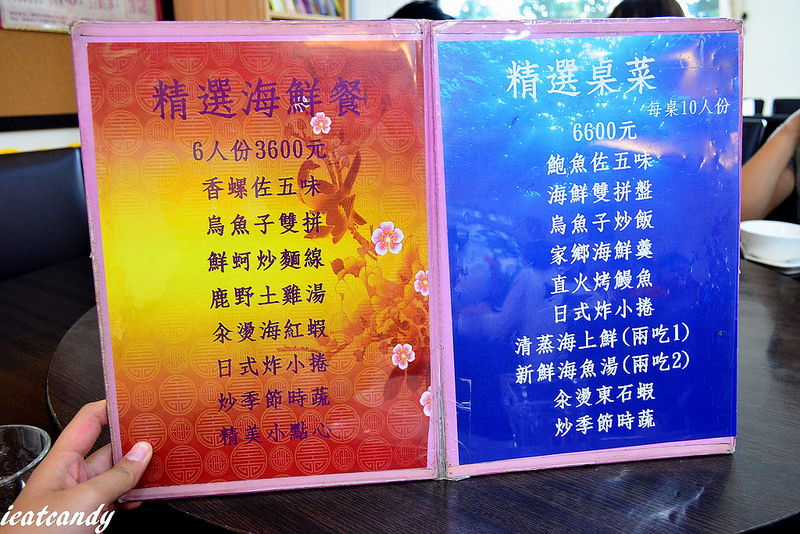 精選海鮮餐
6人份3600元
香螺佐五味
烏魚子雙拼
鮮蚵炒麵線
鹿野土雞湯
汆燙海紅蝦
日式炸小捲
炒季節時蔬
精美小點心
精選桌菜
每桌10人份
6600元
鮑魚佐五味
海鮮雙拼盤
烏魚子炒飯
家鄉海鮮羹
直火烤鰻魚
日式炸小捲
清蒸海上鮮(兩吃1)
新鮮海魚湯(兩吃2)
汆燙東石蝦
炒季節時蔬
ieatcandy